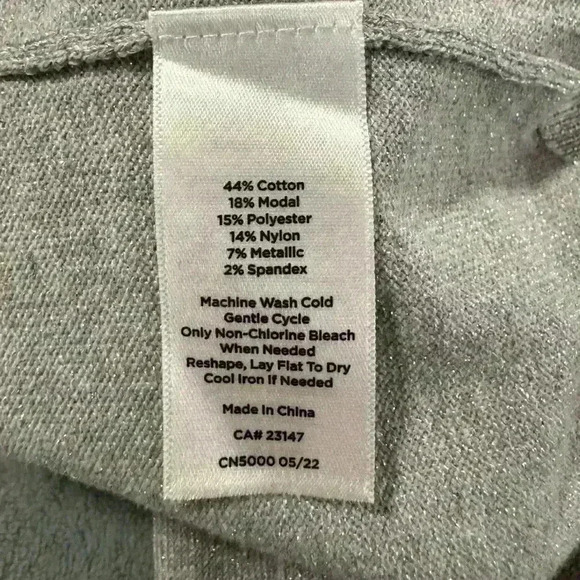 44% Cotton
18% Modal
15% Polyester
14% Nylon
7% Metallic
2% Spandex
Machine Wash Cold
Gentle Cycle
Only Non-Chlorine Bleach
When Needed
Reshape, Lay Flat To Dry
Cool Iron If Needed
Made In China
CA# 23147
CN5000 05/22